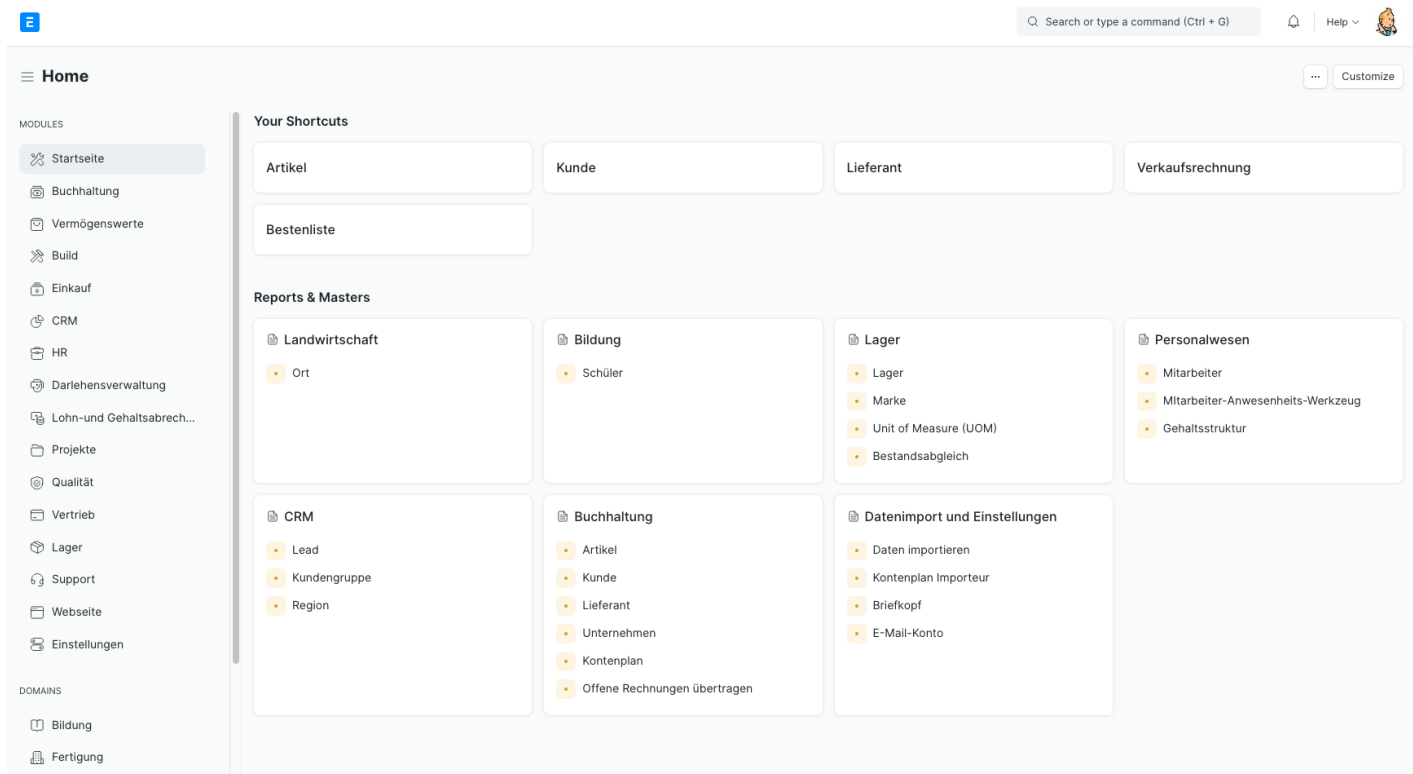 E
Search or type a command (Ctrl + G)
Help
Home
...
Customize
MODULES
Startseite
Buchhaltung
Vermögenswerte
Build
Einkauf
CRM
HR
Darlehensverwaltung
Lohn-und Gehaltsabrech...
Projekte
Qualität
Vertrieb
Lager
Support
Webseite
Einstellungen
DOMAINS
Bildung
Fertigung
Your Shortcuts
Artikel
Kunde
Lieferant
Verkaufsrechnung
Bestenliste
Reports & Masters
Landwirtschaft
Ort
Bildung
Schüler
Lager
Lager
Marke
Unit of Measure (UOM)
Bestandsabgleich
Personalwesen
Mitarbeiter
MItarbeiter-Anwesenheits-Werkzeug
Gehaltsstruktur
CRM
Lead
Kundengruppe
Region
Buchhaltung
Artikel
Kunde
Lieferant
Unternehmen
Kontenplan
Offene Rechnungen übertragen
Datenimport und Einstellungen
Daten importieren
Kontenplan Importeur
Briefkopf
E-Mail-Konto